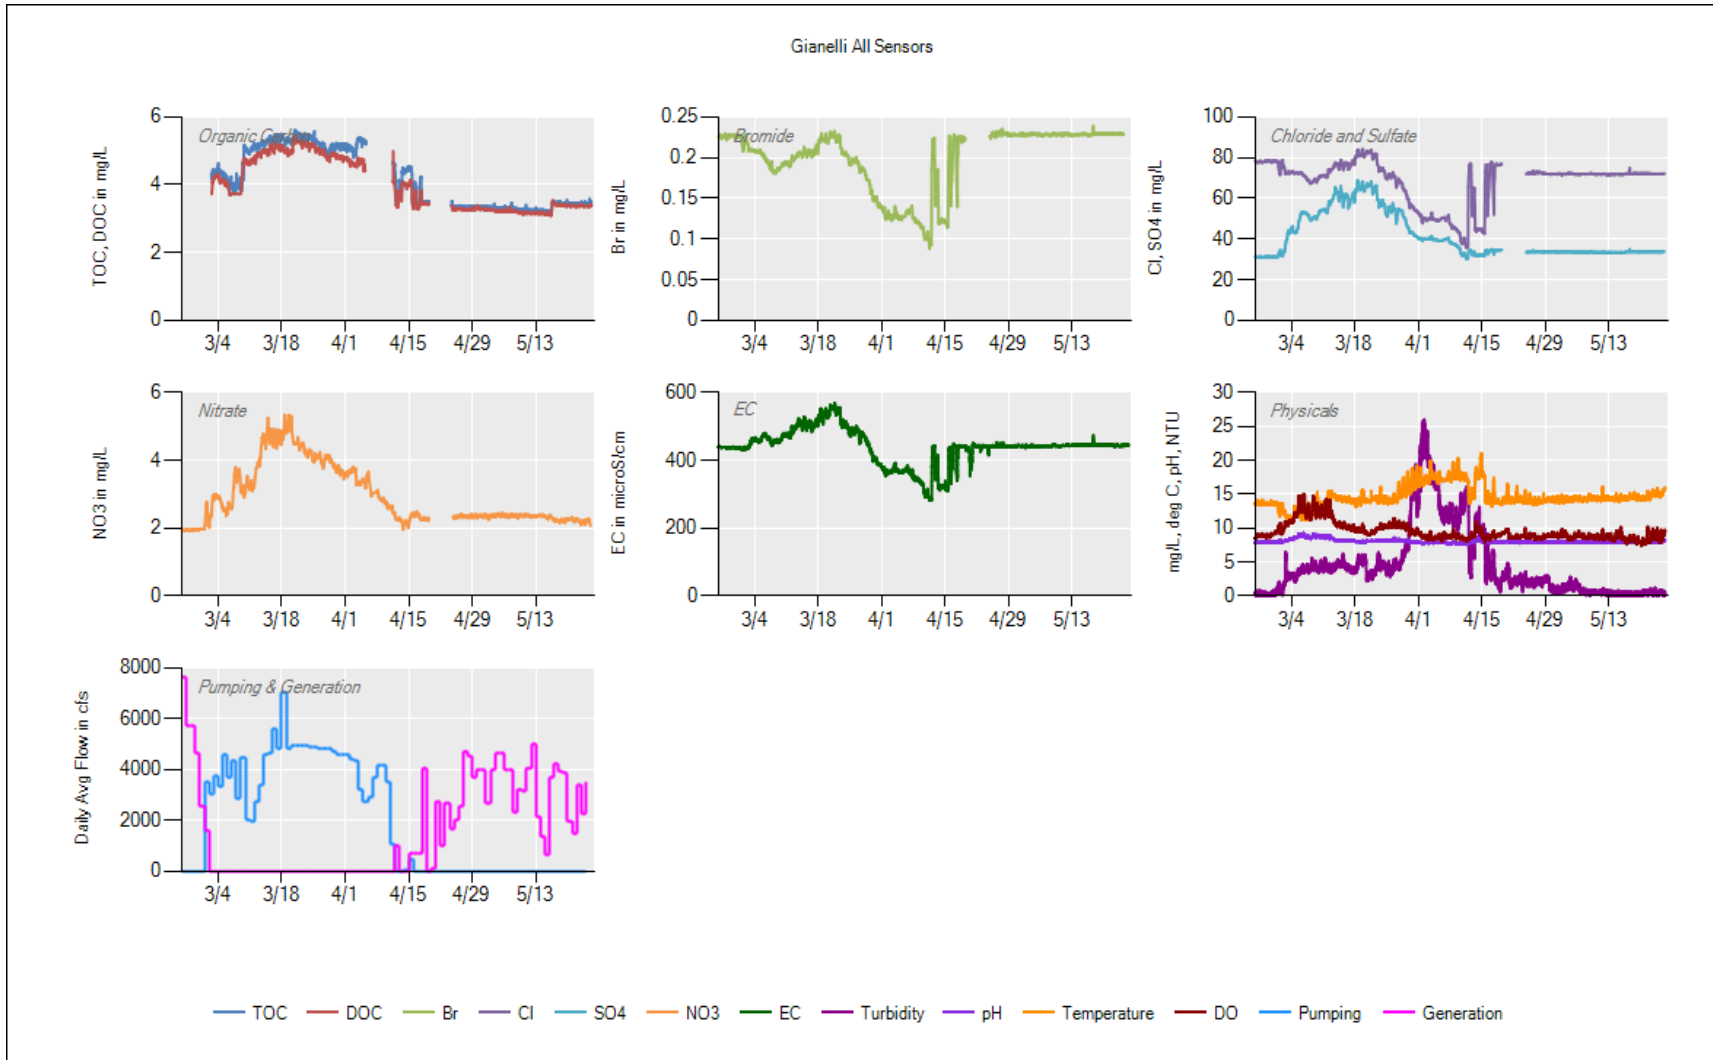 Gianelli All Sensors
Organic Carbon
TOC, DOC in mg/L
6
4
2
0
3/4 3/18 4/1 4/15 4/29 5/13
Bromide
Br in mg/L
0.25
0.2
0.15
0.1
0.05
0
3/4 3/18 4/1 4/15 4/29 5/13
Chloride and Sulfate
Cl, SO4 in mg/L
100
80
60
40
20
0
3/4 3/18 4/1 4/15 4/29 5/13
Nitrate
NO3 in mg/L
6
4
2
0
3/4 3/18 4/1 4/15 4/29 5/13
EC
EC in microS/cm
600
400
200
0
3/4 3/18 4/1 4/15 4/29 5/13
Physicals
mg/L, deg C, pH, NTU
30
25
20
15
10
5
0
3/4 3/18 4/1 4/15 4/29 5/13
Pumping & Generation
Daily Avg Flow in cfs
8000
6000
4000
2000
0
3/4 3/18 4/1 4/15 4/29 5/13
TOC DOC Br Cl SO4 NO3 EC Turbidity pH Temperature DO Pumping Generation